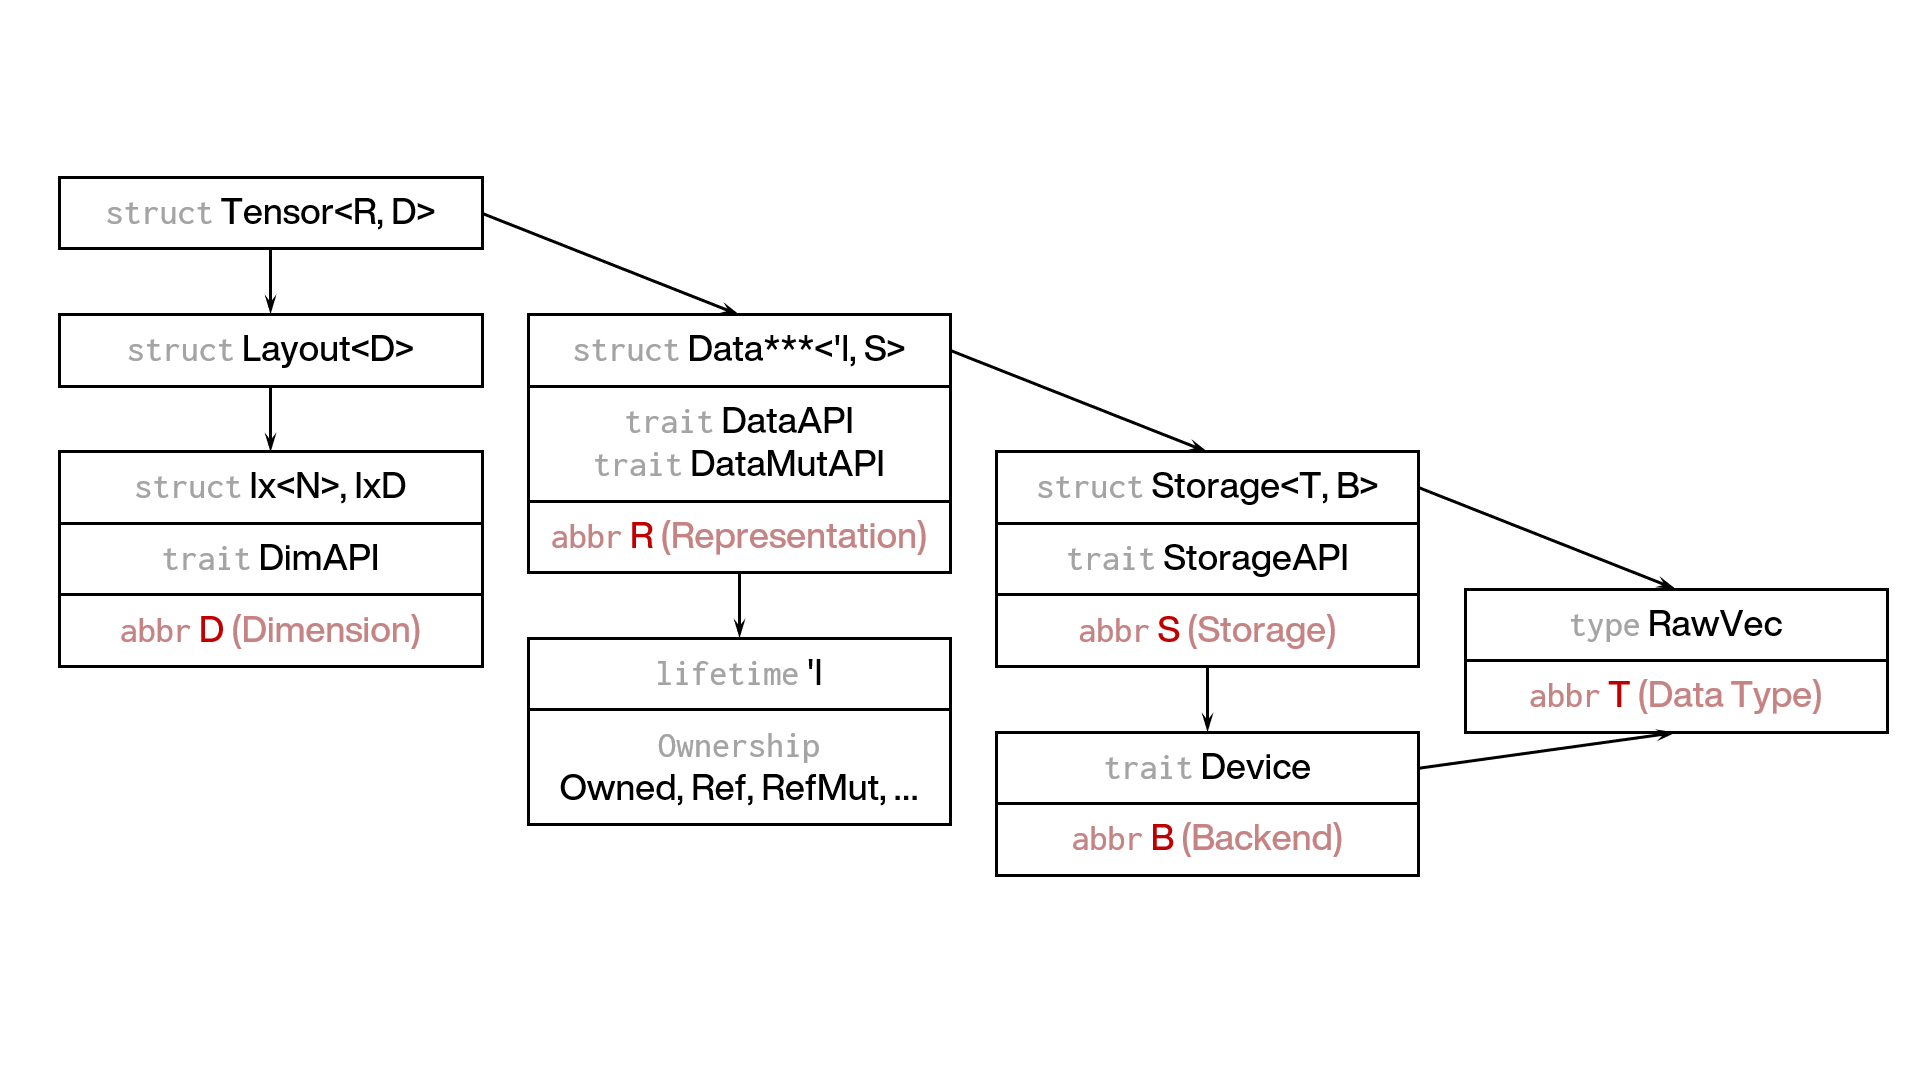 struct Tensor<R, D>
struct Layout<D>
struct Ix<N>, IxD
trait DimAPI
abbr D (Dimension)
struct Data***<'l, S>
trait DataAPI
trait DataMutAPI
abbr R (Representation)
lifetime 'l
Ownership
Owned, Ref, RefMut, ...
struct Storage<T, B>
trait StorageAPI
abbr S (Storage)
trait Device
abbr B (Backend)
type RawVec
abbr T (Data Type)